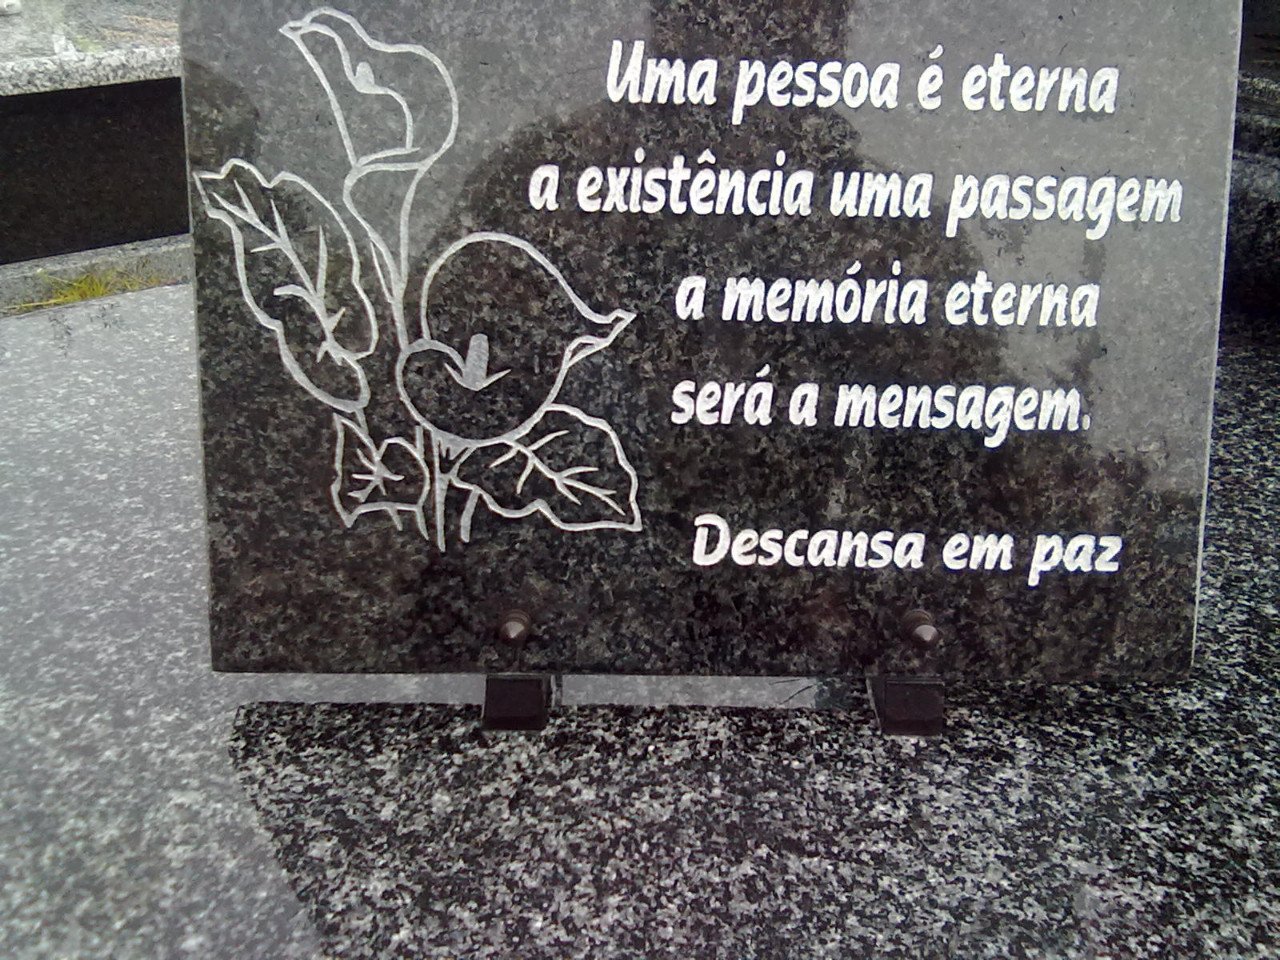 Uma pessoa é eterna
a existência uma passagem
a memória eterna
será a mensagem.
Descansa em paz